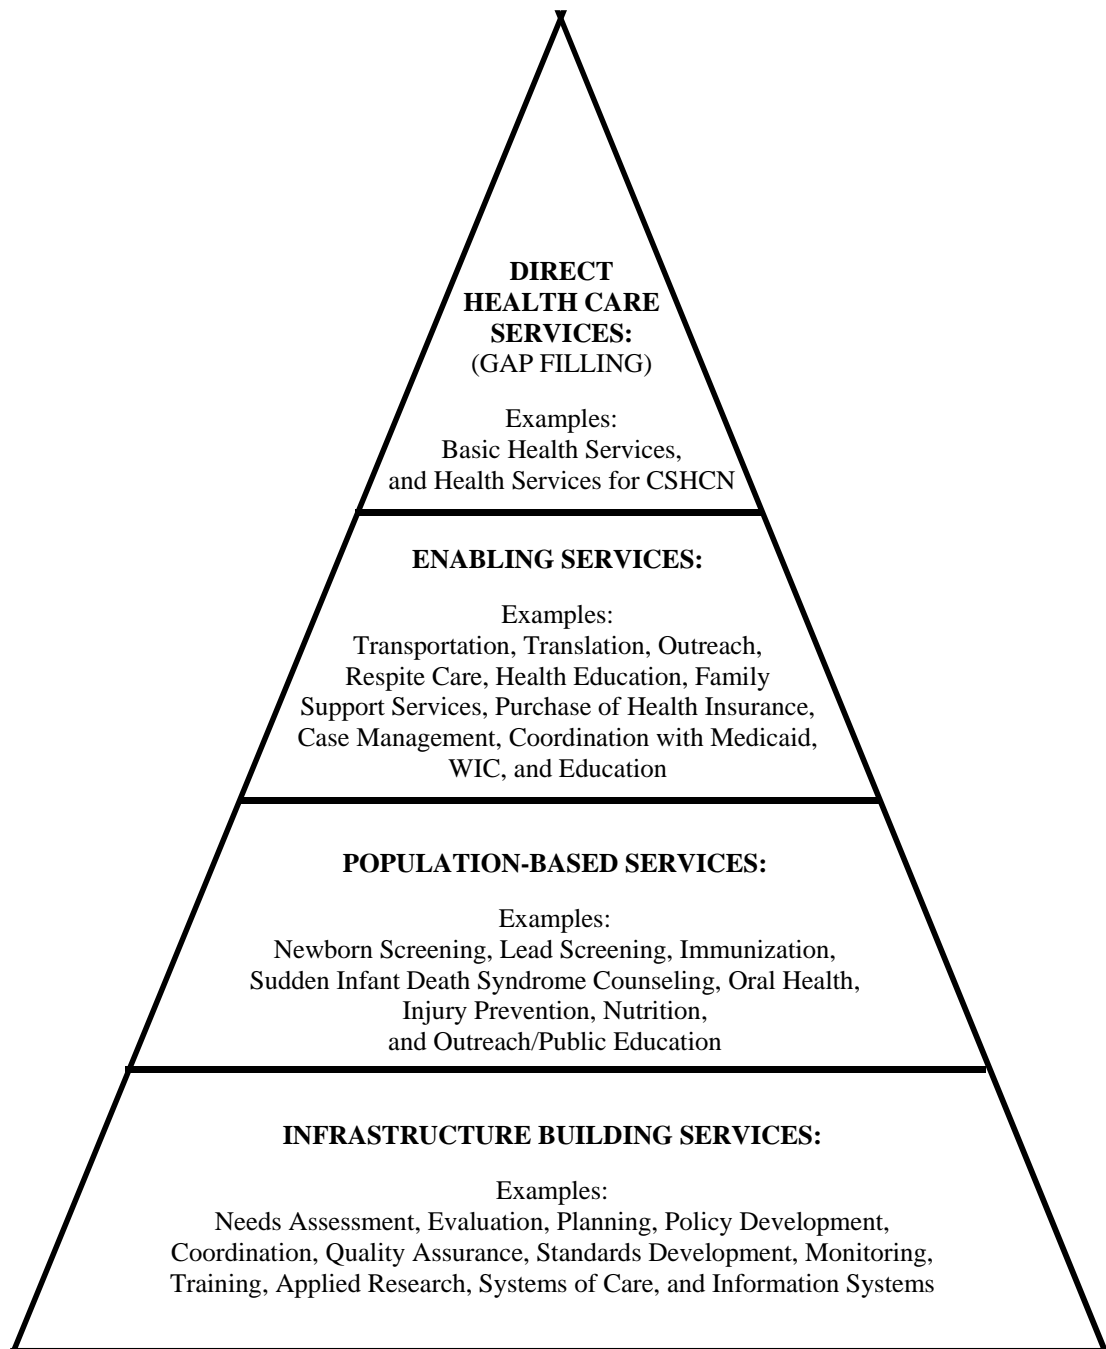 DIRECT
HEALTH CARE
SERVICES:
(GAP FILLING)
Examples:
Basic Health Services,
and Health Services for CSHCN
ENABLING SERVICES:
Examples:
Transportation, Translation, Outreach,
Respite Care, Health Education, Family
Support Services, Purchase of Health Insurance,
Case Management, Coordination with Medicaid,
WIC, and Education
POPULATION-BASED SERVICES:
Examples:
Newborn Screening, Lead Screening, Immunization,
Sudden Infant Death Syndrome Counseling, Oral Health,
Injury Prevention, Nutrition,
and Outreach/Public Education
INFRASTRUCTURE BUILDING SERVICES:
Examples:
Needs Assessment, Evaluation, Planning, Policy Development,
Coordination, Quality Assurance, Standards Development, Monitoring,
Training, Applied Research, Systems of Care, and Information Systems